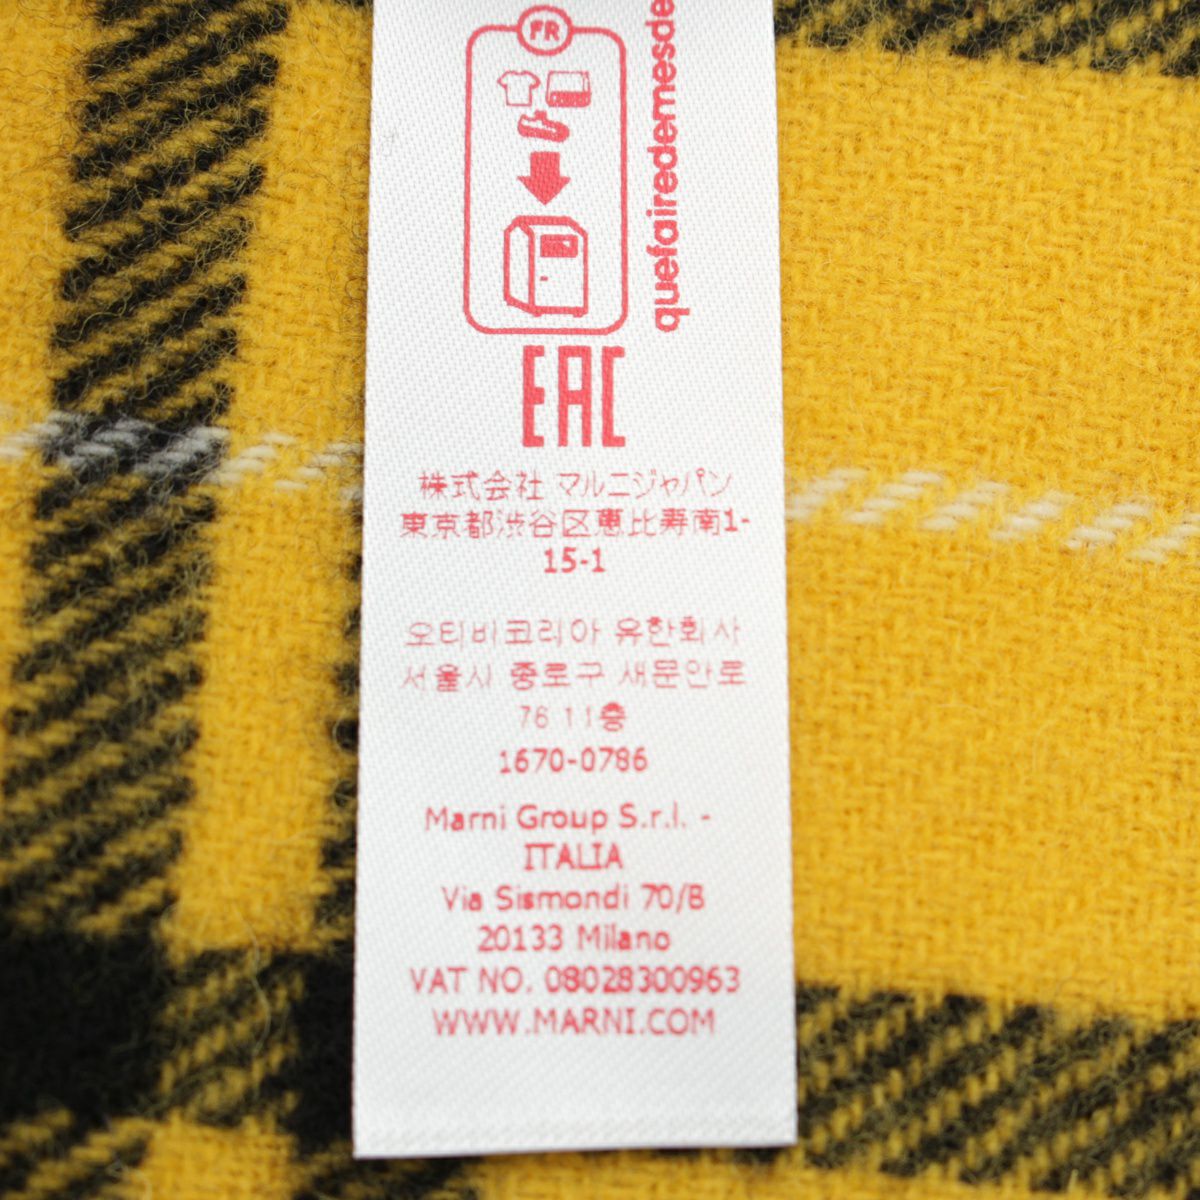 FR
quefairedemesde
EAC
株式会社 マルニジャパン
東京都渋谷区恵比寿南1-
15-1
오티비코리아 유한회사
서울시 종로구 새문안로
76 11층
1670-0786
Marni Group S.r.l. -
ITALIA
Via Sismondi 70/B
20133 Milano
VAT NO. 08028300963
WWW.MARNI.COM